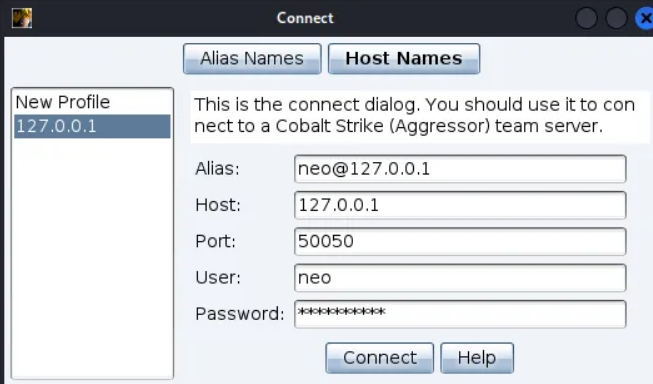 Connect
Alias Names
Host Names
New Profile
127.0.0.1
This is the connect dialog. You should use it to con
nect to a Cobalt Strike (Aggressor) team server.
Alias:
neo@127.0.0.1
Host:
127.0.0.1
Port:
50050
User:
neo
Password:
**********
Connect
Help